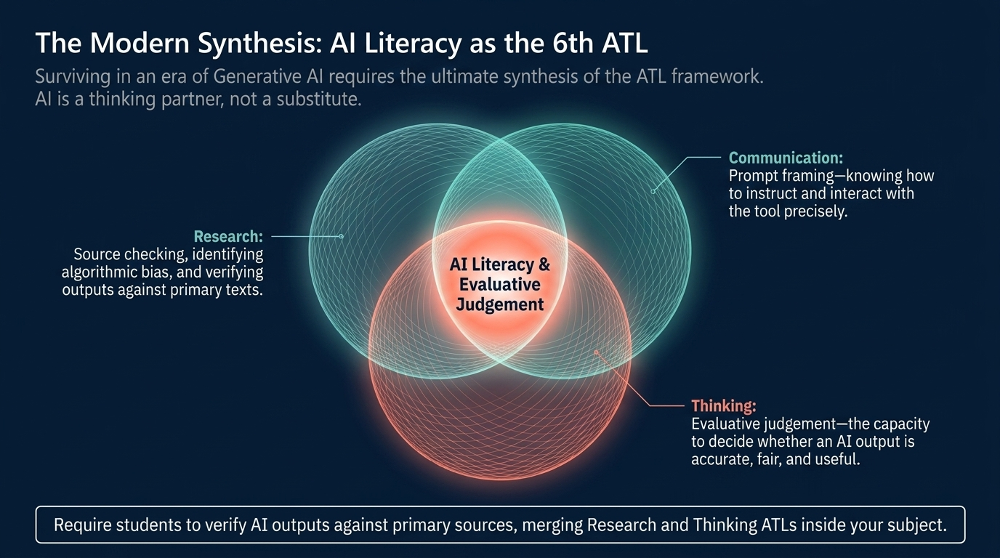 The Modern Synthesis: AI Literacy as the 6th ATL
Surviving in an era of Generative AI requires the ultimate synthesis of the ATL framework.
AI is a thinking partner, not a substitute.
Communication:
Prompt framing—knowing how
to instruct and interact with
the tool precisely.
Research:
Source checking, identifying
algorithmic bias, and verifying
outputs against primary texts.
AI Literacy &
Evaluative
Judgement
Thinking:
Evaluative judgement—the capacity
to decide whether an AI output is
accurate, fair, and useful.
Require students to verify AI outputs against primary sources, merging Research and Thinking ATLs inside your subject.